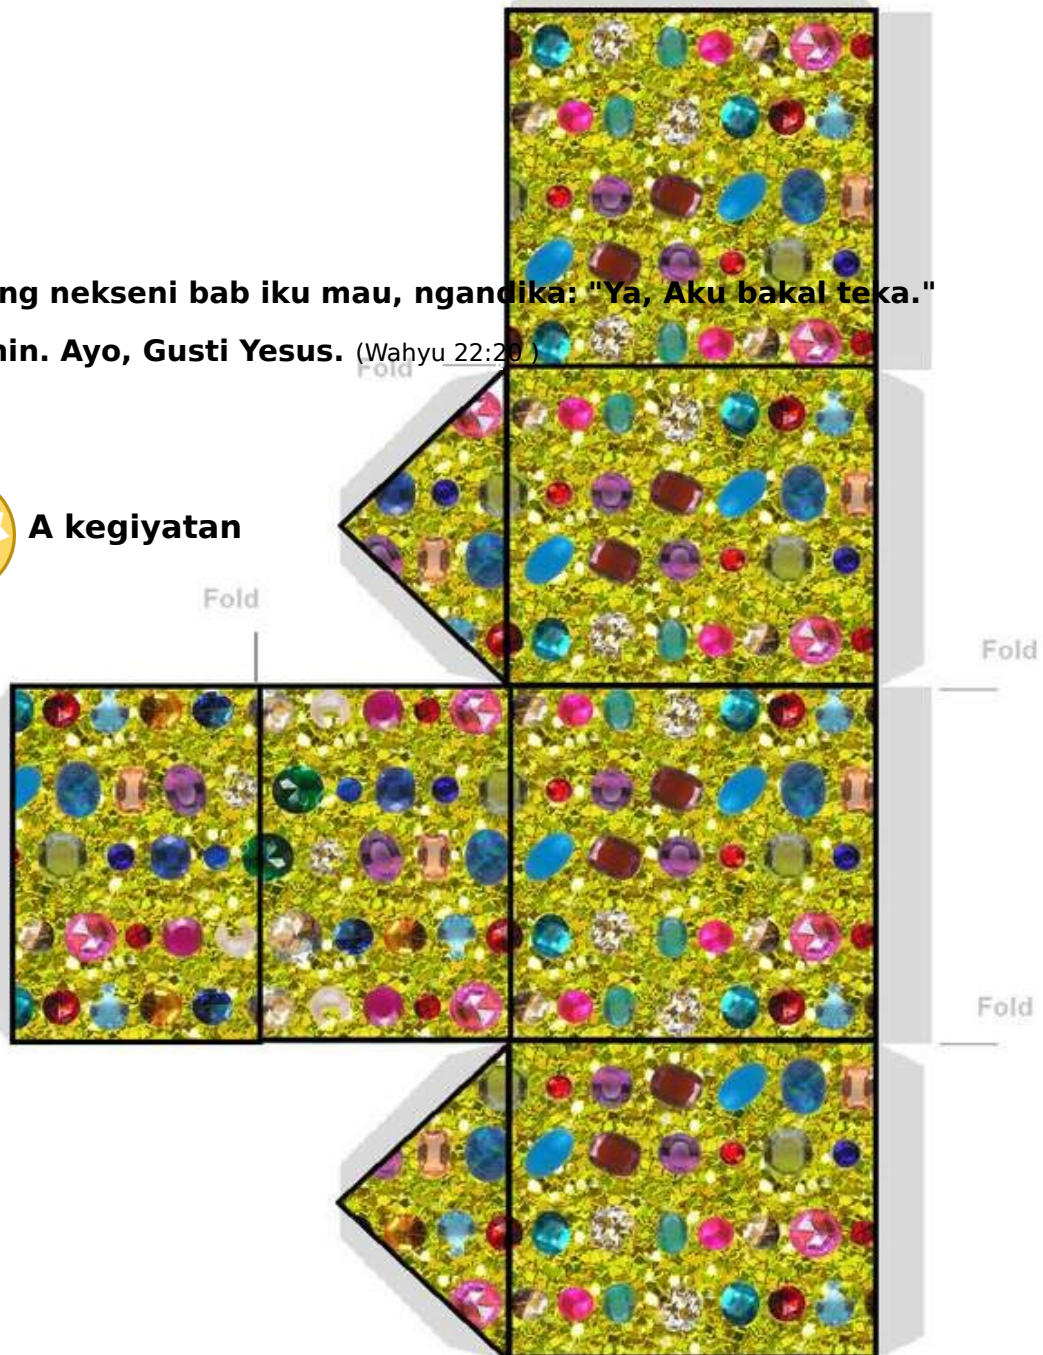 ng nekseni bab iku mau, ngandika: "Ya, Aku bakal teka."
in. Ayo, Gusti Yesus. (Wahyu 22:20 )
Fold
A kegiyatan
Fold
Fold
Fold